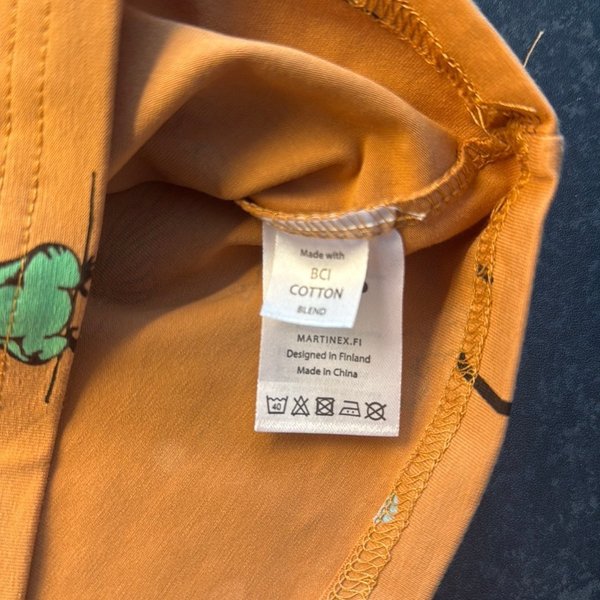 Made with
BCI
COTTON
BLEND
MARTINEX.FI
Designed in Finland
Made in China
40